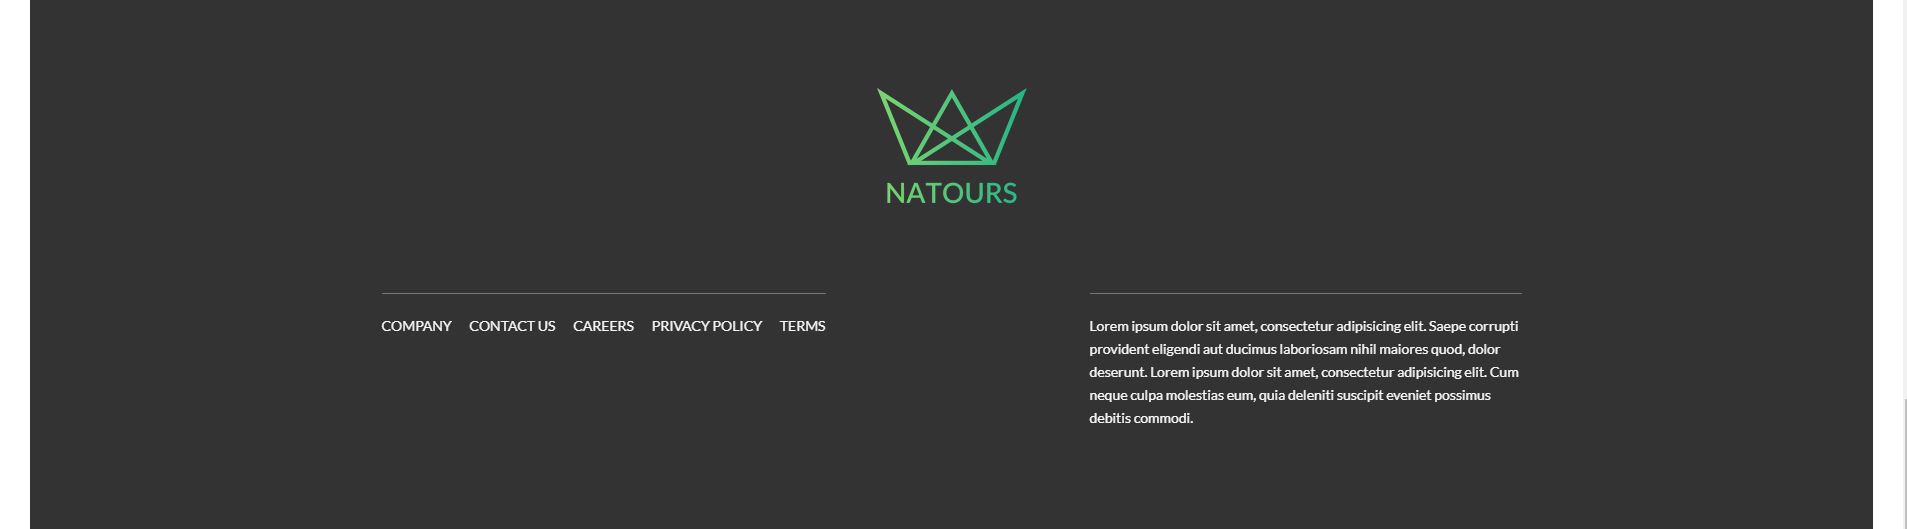 NATOURS
COMPANY CONTACT US CAREERS PRIVACY POLICY TERMS
Lorem ipsum dolor sit amet, consectetur adipisicing elit. Saepe corrupti
provident eligendi aut ducimus laboriosam nihil maiores quod, dolor
deserunt. Lorem ipsum dolor sit amet, consectetur adipisicing elit. Cum
neque culpa molestias eum, quia deleniti suscipit eveniet possimus
debitis commodi.